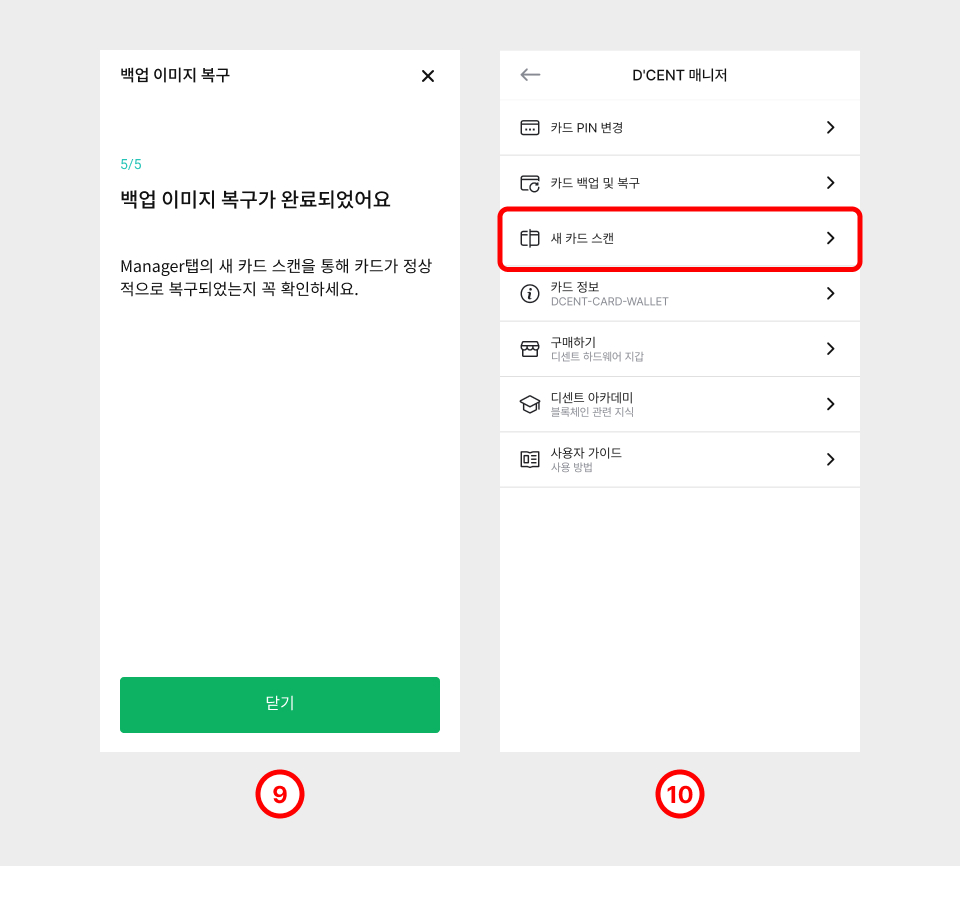 백업 이미지 복구
5/5
백업 이미지 복구가 완료되었어요
Manager탭의 새 카드 스캔을 통해 카드가 정상
적으로 복구되었는지 꼭 확인하세요.
닫기
9
D'CENT 매니저
카드 PIN 변경
카드 백업 및 복구
새 카드 스캔
카드 정보
DCENT-CARD-WALLET
구매하기
디센트 하드웨어 지갑
디센트 아카데미
블록체인 관련 지식
사용자 가이드
사용 방법
10